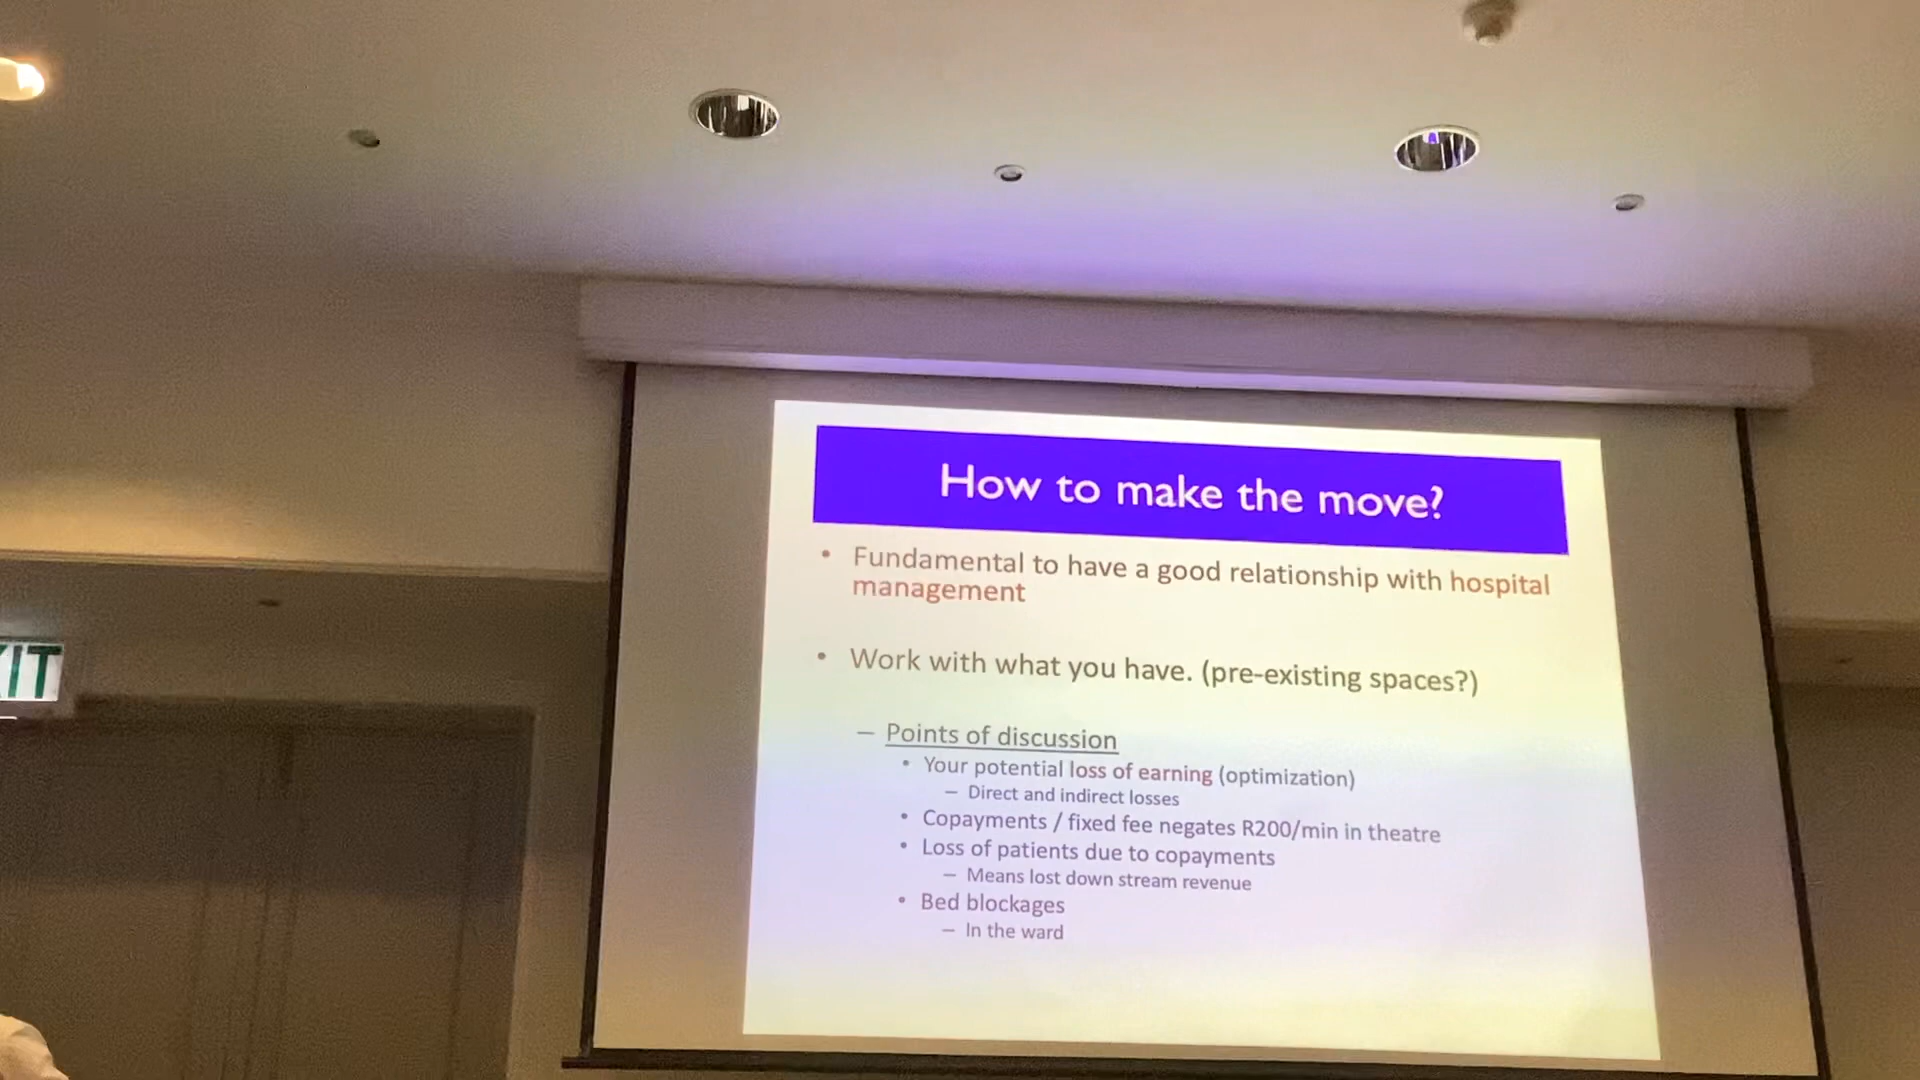 How to make the move?
• Fundamental to have a good relationship with hospital
management
• Work with what you have. (pre-existing spaces?)
– Points of discussion
• Your potential loss of earning (optimization)
– Direct and indirect losses
• Copayments / fixed fee negates R200/min in theatre
• Loss of patients due to copayments
– Means lost down stream revenue
• Bed blockages
– In the ward
XIT